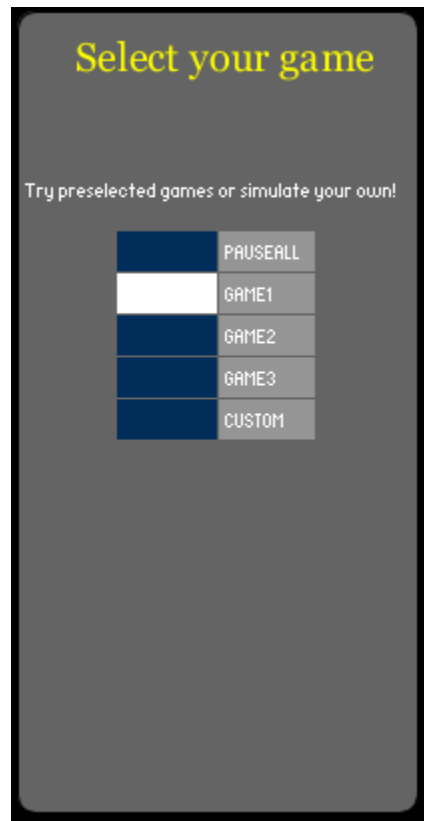 Select your game
Try preselected games or simulate your own!
PAUSEALL
GAME1
GAME2
GAME3
CUSTOM